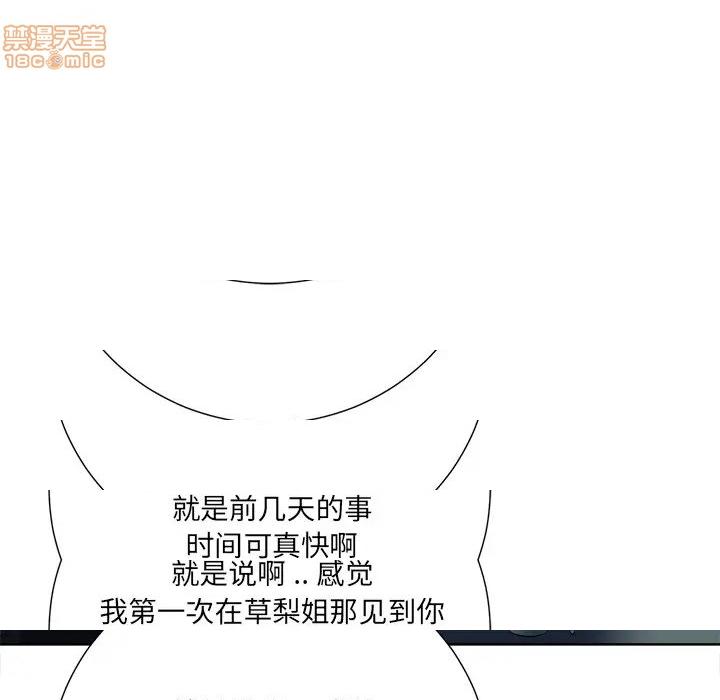 禁漫天堂
18comic
就是前几天的事
时间可真快啊
就是说啊 .. 感觉
我第一次在草梨姐那见到你